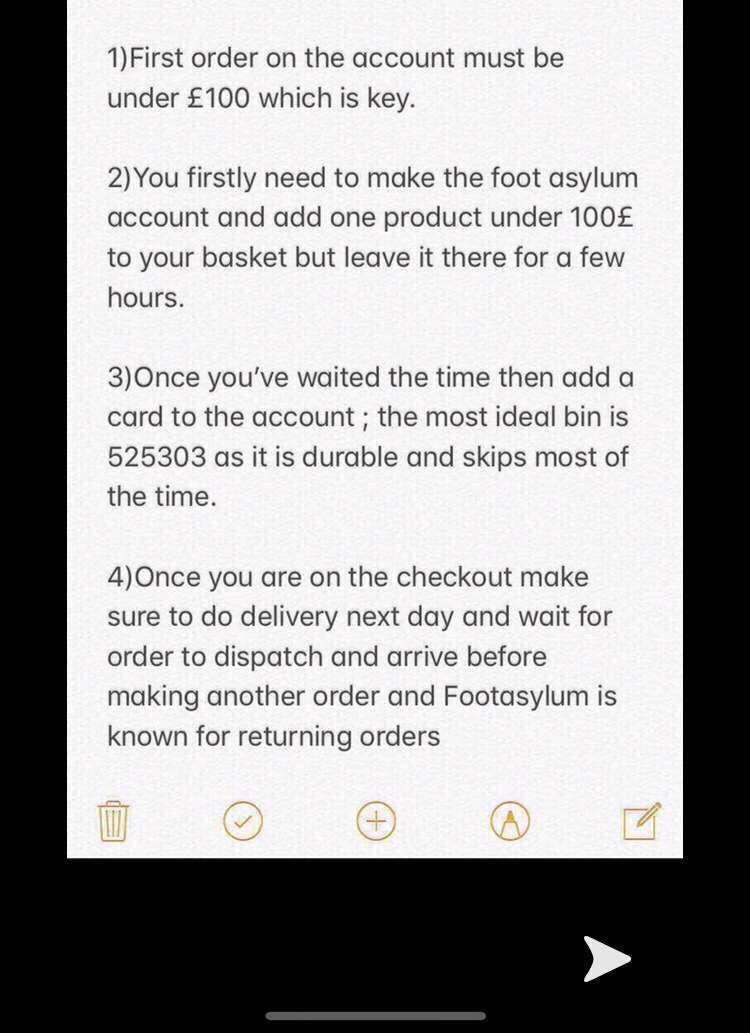 1)First order on the account must be
under £100 which is key.
2)You firstly need to make the foot asylum
account and add one product under 100£
to your basket but leave it there for a few
hours.
3)Once you’ve waited the time then add a
card to the account ; the most ideal bin is
525303 as it is durable and skips most of
the time.
4)Once you are on the checkout make
sure to do delivery next day and wait for
order to dispatch and arrive before
making another order and Footasylum is
known for returning orders